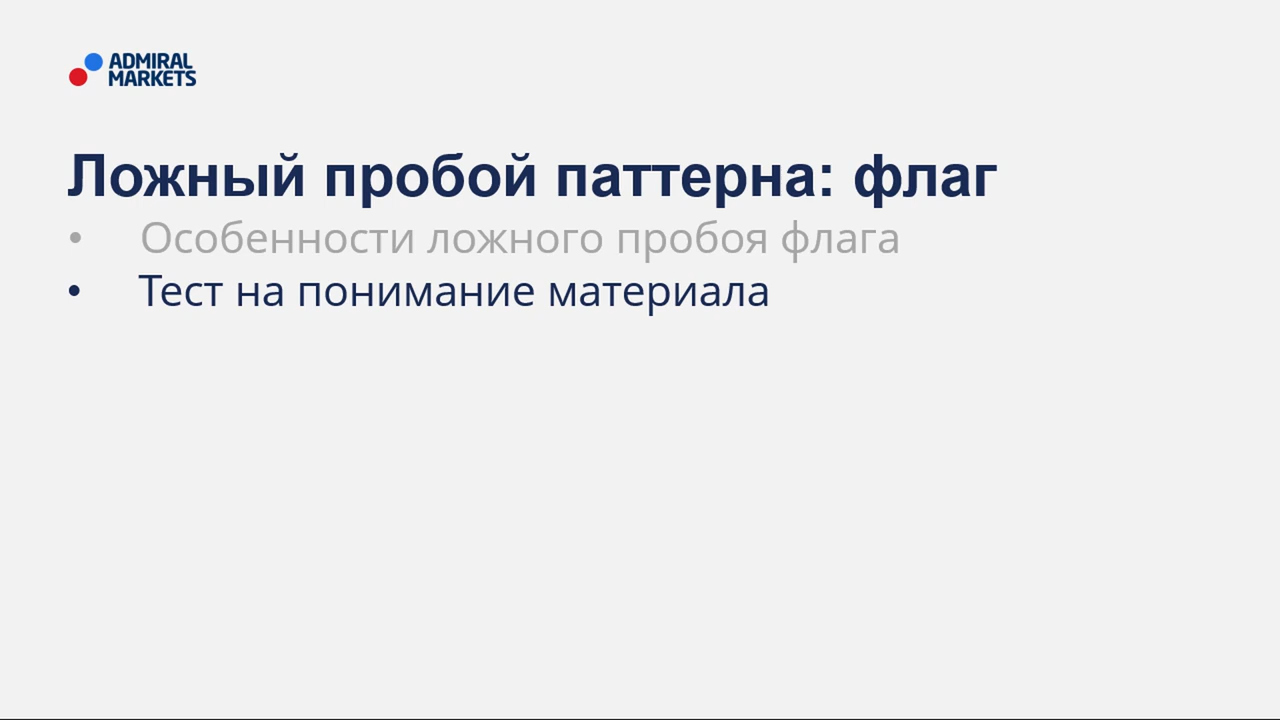 ADMIRAL
MARKETS
Ложный пробой паттерна: флаг
• Особенности ложного пробоя флага
• Тест на понимание материала